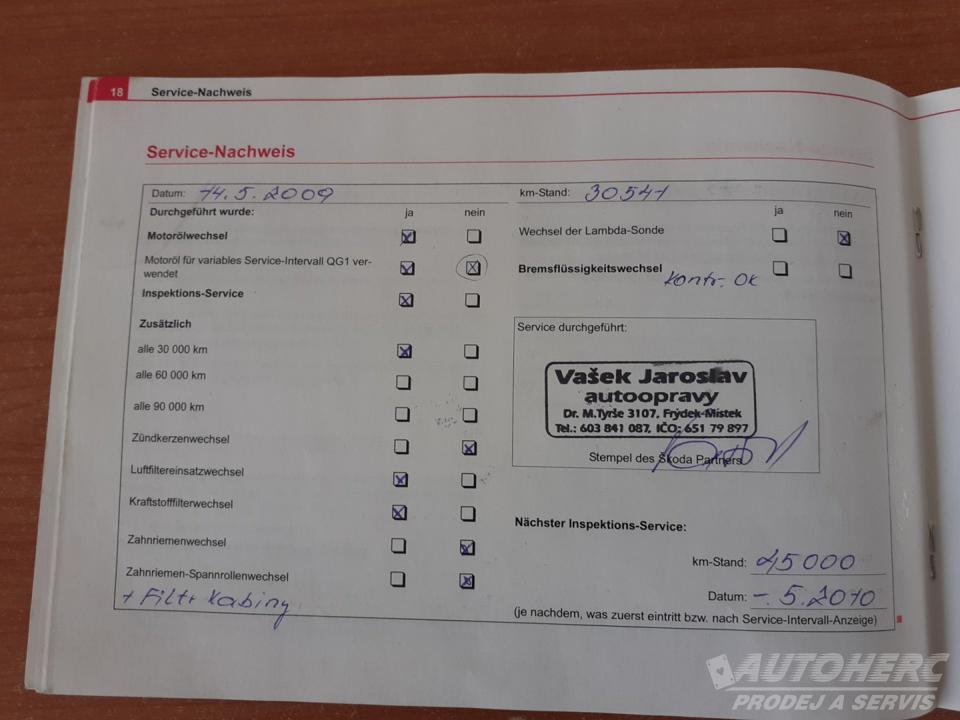 18 Service-Nachweis
Service-Nachweis
Datum: 14.5.2009
km-Stand: 30541
Durchgeführt wurde: ja nein
Motorölwechsel
Motoröl für variables Service-Intervall QG1 ver-
wendet
Inspektions-Service
Zusätzlich
alle 30 000 km
alle 60 000 km
alle 90 000 km
Zündkerzenwechsel
Luftfiltereinsatzwechsel
Kraftstofffilterwechsel
Zahnriemenwechsel
Zahnriemen-Spannrollenwechsel
+ Filtr kabiny
ja nein
Wechsel der Lambda-Sonde
Bremsflüssigkeitswechsel
kontr. OK
Service durchgeführt:
Vašek Jaroslav
autoopravy
Dr. M.Tyrše 3107, Frýdek-Místek
Tel.: 603 841 087, IČO: 651 79 897
Stempel des Škoda Partners
Nächster Inspektions-Service:
km-Stand: 45000
Datum: -.5.2010
(je nachdem, was zuerst eintritt bzw. nach Service-Intervall-Anzeige)
AUTOHERC
PRODEJ A SERVIS